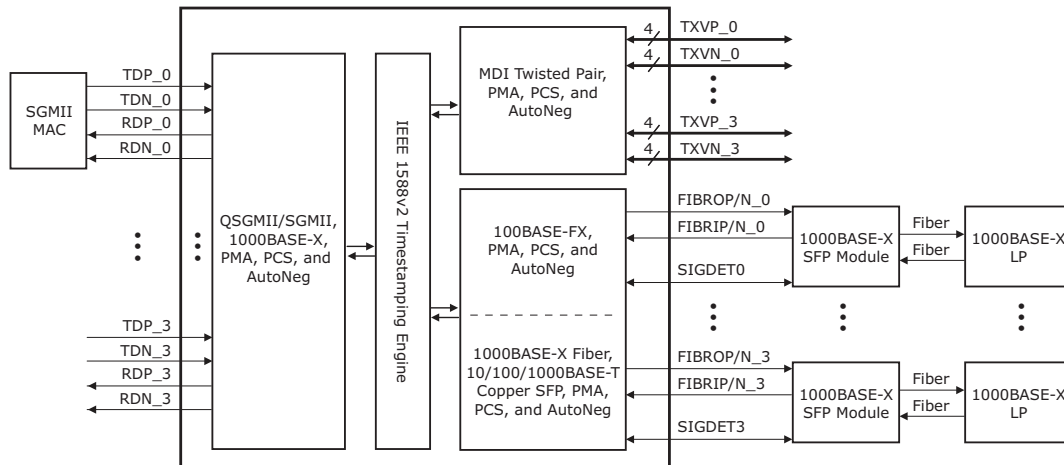 SGMII
MAC
TDP_0
TDN_0
RDP_0
RDN_0
TDP_3
TDN_3
RDP_3
RDN_3
QSGMII/SGMII,
1000BASE-X,
PMA, PCS, and
AutoNeg
IEEE 1588v2 Timestamping Engine
MDI Twisted Pair,
PMA, PCS, and
AutoNeg
4 TXVP_0
4 TXVN_0
4 TXVP_3
4 TXVN_3
100BASE-FX,
PMA, PCS, and
AutoNeg
1000BASE-X Fiber,
10/100/1000BASE-T
Copper SFP, PMA,
PCS, and AutoNeg
FIBROP/N_0
FIBRIP/N_0
SIGDET0
1000BASE-X
SFP Module
Fiber
Fiber
1000BASE-X
LP
FIBROP/N_3
FIBRIP/N_3
SIGDET3
1000BASE-X
SFP Module
Fiber
Fiber
1000BASE-X
LP